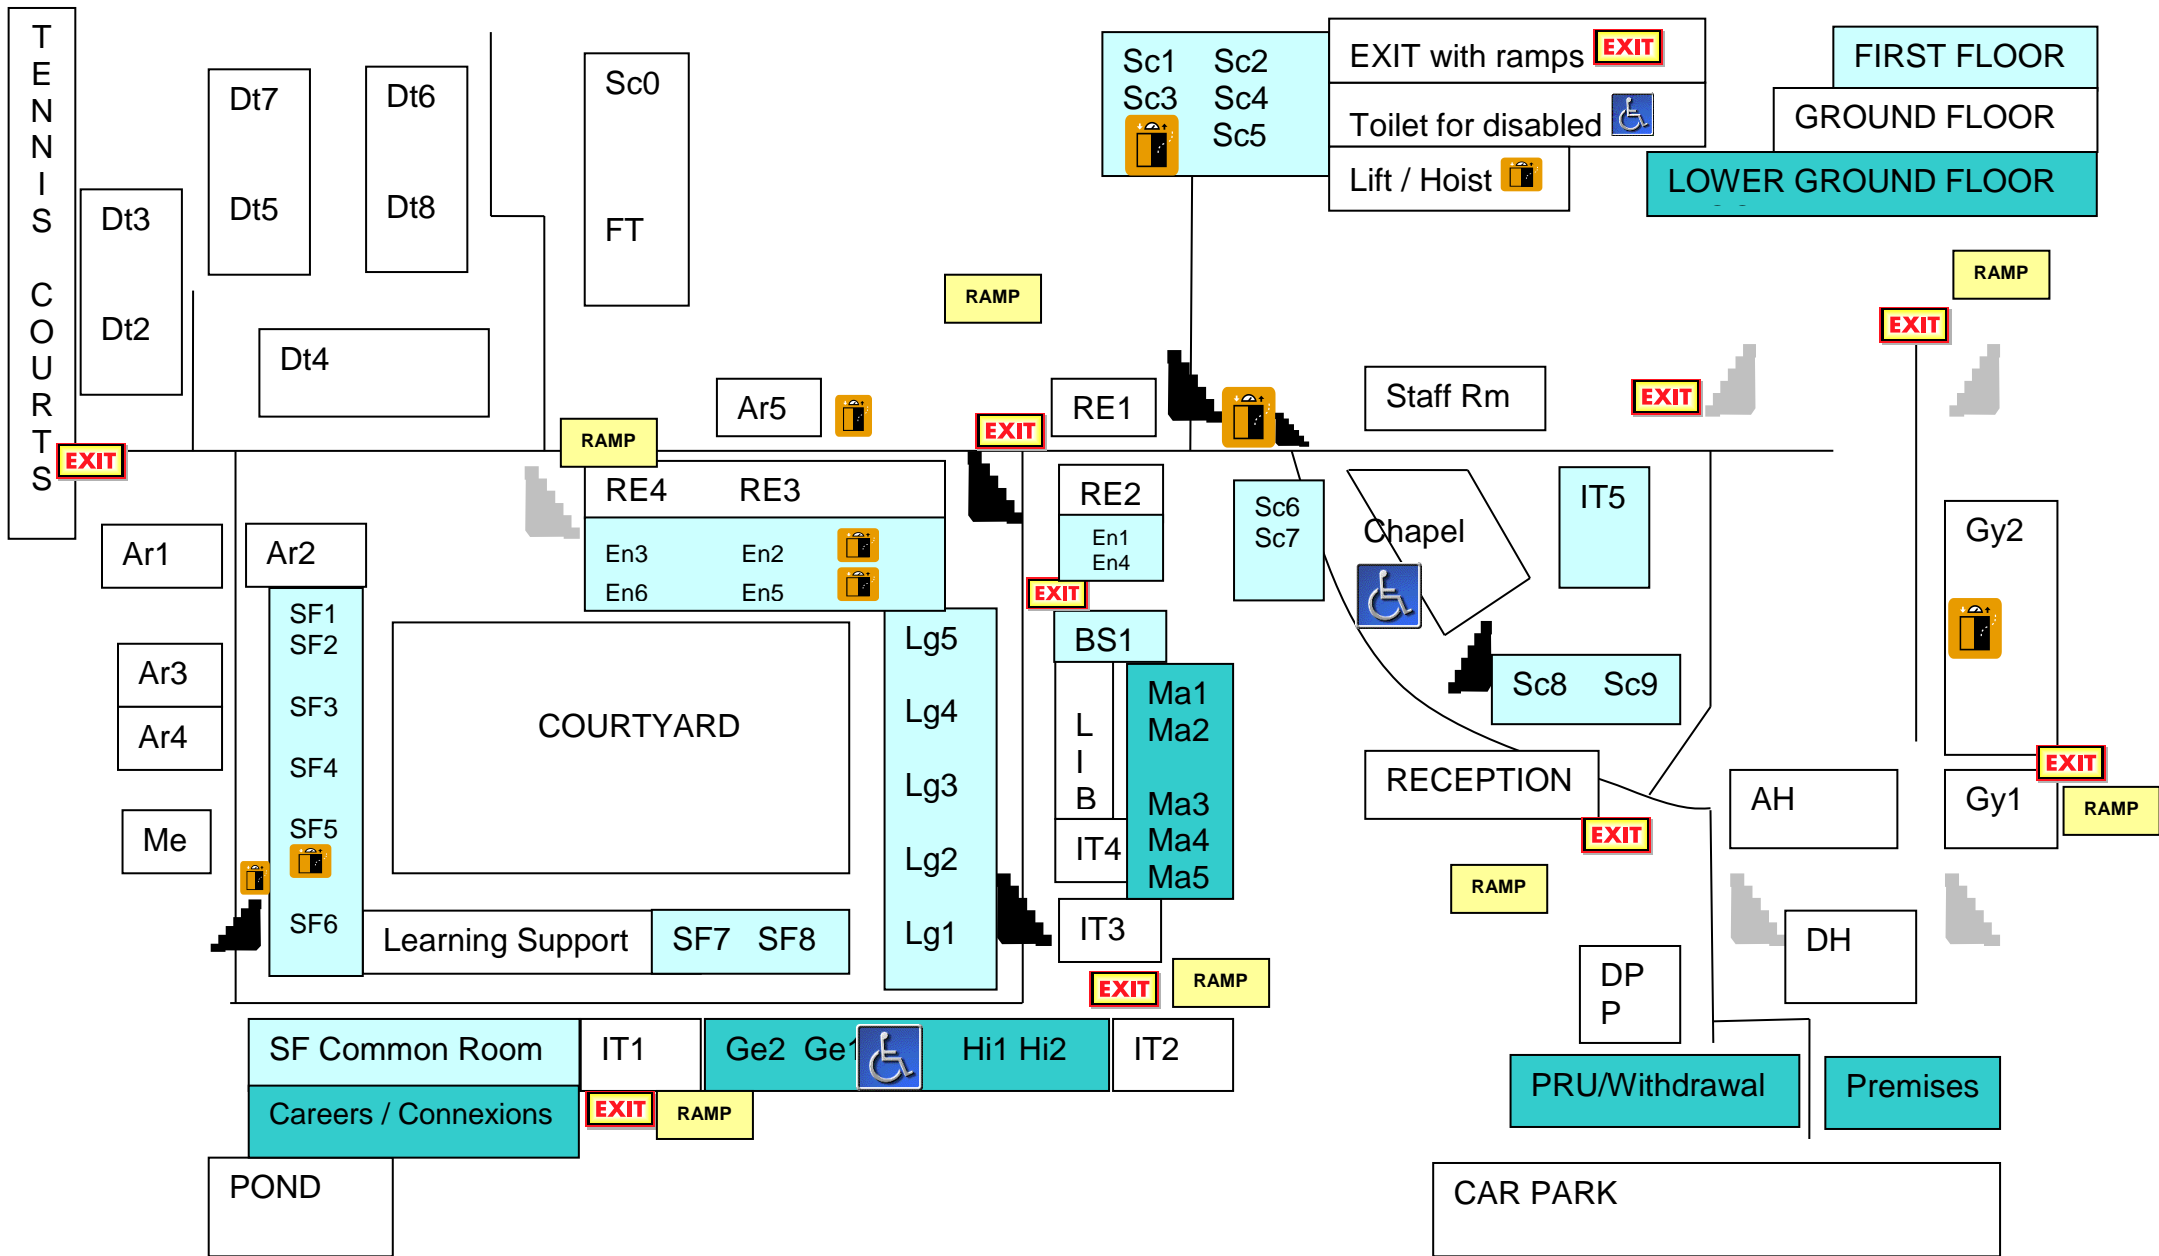 TENNIS COURTS
Dt7
Dt5
Dt6
Dt8
Sc0
FT
Sc1 Sc2
Sc3 Sc4
Sc5
EXIT with ramps EXIT
Toilet for disabled
Lift / Hoist
FIRST FLOOR
GROUND FLOOR
LOWER GROUND FLOOR
Dt3
Dt2
Dt4
RAMP
RAMP
EXIT
Ar5
RE1
Staff Rm
EXIT
EXIT
RAMP
EXIT
RE4 RE3
RE2
En3 En2
En6 En5
En1
En4
EXIT
Sc6
Sc7
Chapel
IT5
Gy2
Ar1
Ar2
SF1
SF2
SF3
SF4
SF5
SF6
Ar3
Ar4
Me
COURTYARD
Lg5
Lg4
Lg3
Lg2
Lg1
BS1
LIB
IT4
Ma1
Ma2
Ma3
Ma4
Ma5
IT3
Sc8 Sc9
RECEPTION
EXIT
RAMP
AH
Gy1
EXIT
RAMP
Learning Support
SF7 SF8
EXIT
RAMP
DP
P
DH
SF Common Room
IT1
Ge2 Ge1 Hi1 Hi2
IT2
Careers / Connexions
EXIT
RAMP
PRU/Withdrawal
Premises
POND
CAR PARK